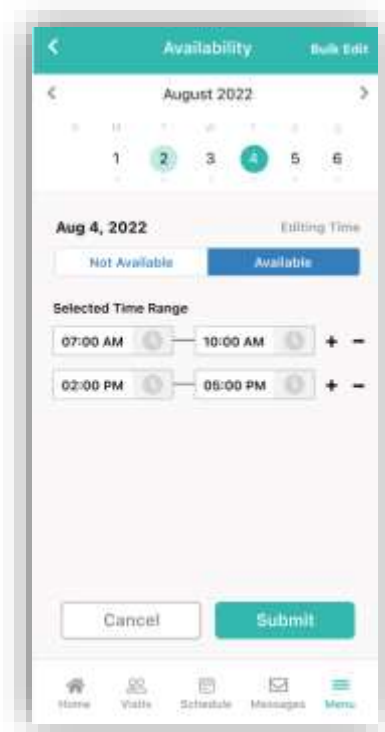 Availability Bulk Edit
August 2022
1 2 3 4 5 6
Aug 4, 2022 Editing Time
Not Available Available
Selected Time Range
07:00 AM 10:00 AM
02:00 PM 05:00 PM
Cancel Submit
Home Visits Schedule Messages Menu